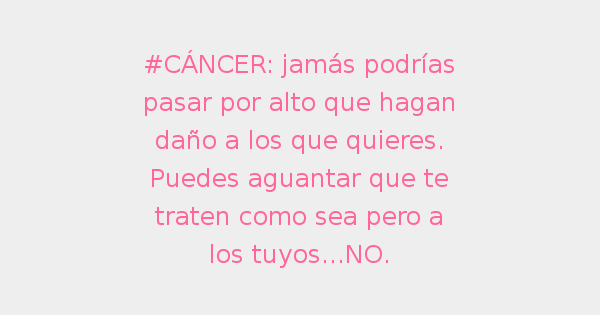 #CÁNCER: jamás podrías
pasar por alto que hagan
daño a los que quieres.
Puedes aguantar que te
traten como sea pero a
los tuyos...NO.